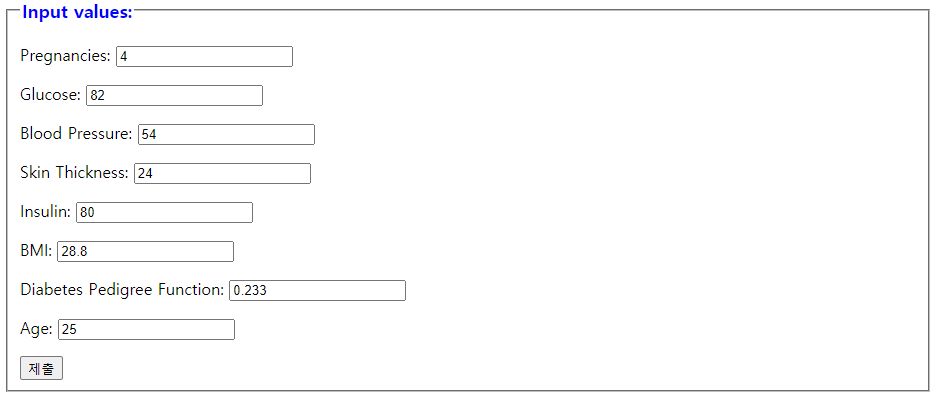 Input values:
Pregnancies: 4
Glucose: 82
Blood Pressure: 54
Skin Thickness: 24
Insulin: 80
BMI: 28.8
Diabetes Pedigree Function: 0.233
Age: 25
제출